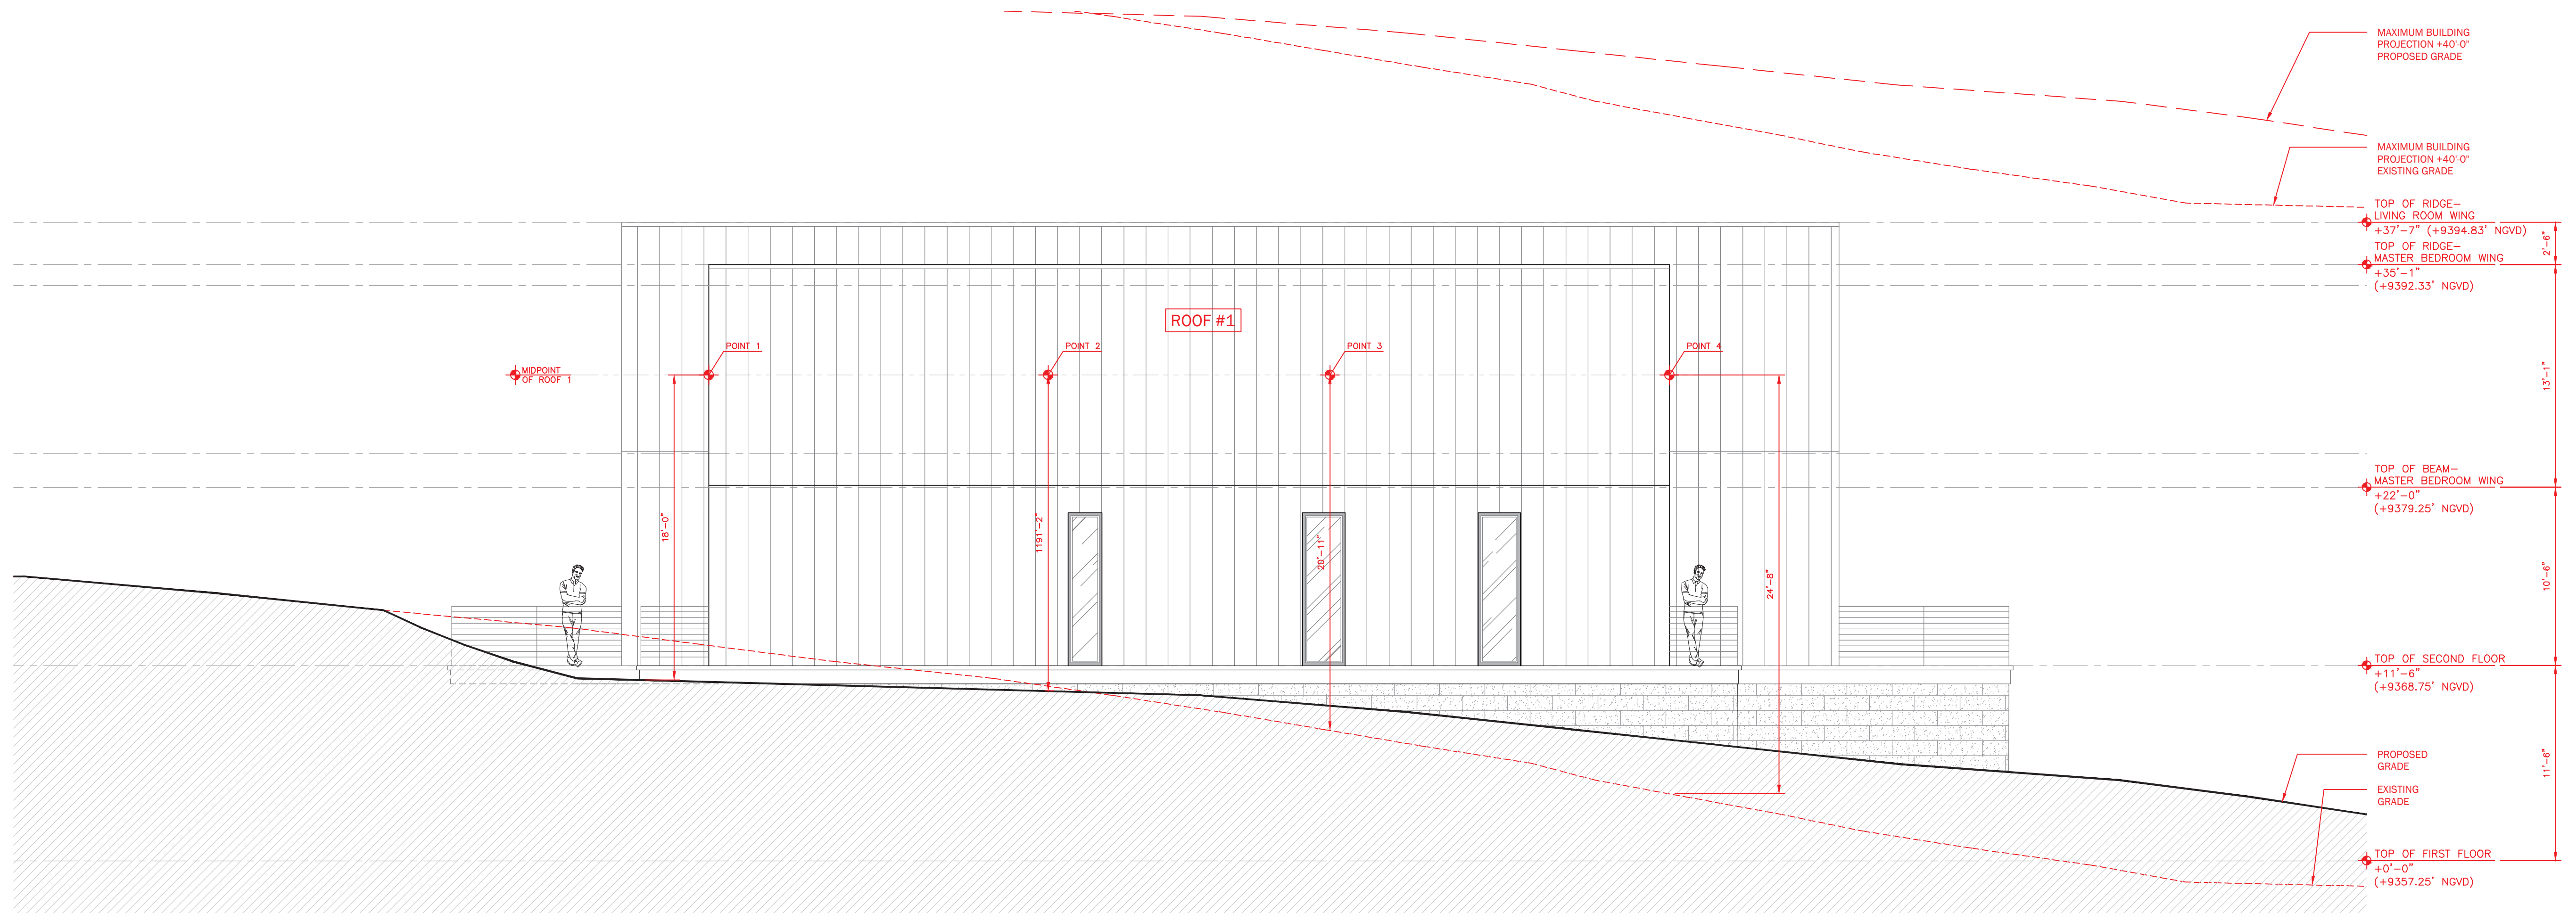 MAXIMUM BUILDING
PROJECTION +40'-0"
PROPOSED GRADE
MAXIMUM BUILDING
PROJECTION +40'-0"
EXISTING GRADE
TOP OF RIDGE-
LIVING ROOM WING
+37'-7" (+9394.83' NGVD)
2'-6"
TOP OF RIDGE-
MASTER BEDROOM WING
+35'-1"
(+9392.33' NGVD)
ROOF #1
POINT 1
POINT 2
POINT 3
POINT 4
MIDPOINT
OF ROOF 1
13'-1"
TOP OF BEAM-
MASTER BEDROOM WING
+22'-0"
(+9379.25' NGVD)
18'-0"
1191'-2"
20'-11"
24'-8"
10'-6"
TOP OF SECOND FLOOR
+11'-6"
(+9368.75' NGVD)
PROPOSED
GRADE
11'-6"
EXISTING
GRADE
TOP OF FIRST FLOOR
+0'-0"
(+9357.25' NGVD)